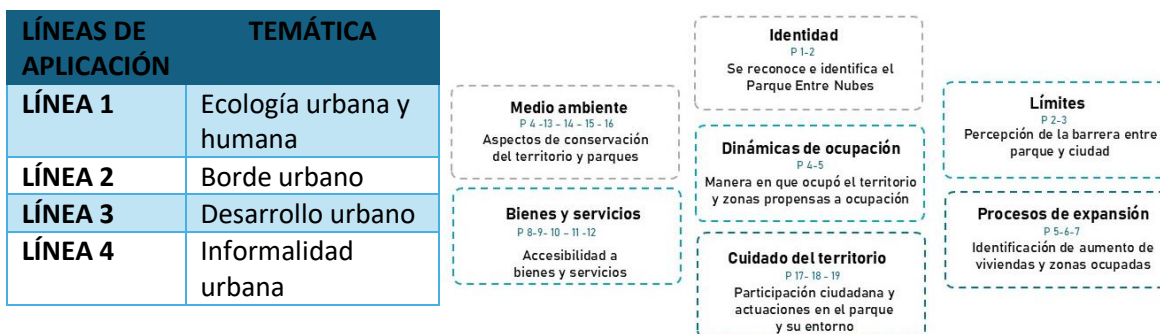 LÍNEAS DE APLICACIÓN
TEMÁTICA
LÍNEA 1
Ecología urbana y
humana
LÍNEA 2
Borde urbano
LÍNEA 3
Desarrollo urbano
LÍNEA 4
Informalidad
urbana
Medio ambiente
P 4 -13 - 14 - 15 - 16
Aspectos de conservación
del territorio y parques
Bienes y servicios
P 8-9- 10 - 11 -12
Accesibilidad a
bienes y servicios
Identidad
P 1-2
Se reconoce e identifica el
Parque Entre Nubes
Dinámicas de ocupación
P 4-5
Manera en que ocupó el territorio
y zonas propensas a ocupación
Cuidado del territorio
P 17- 18 - 19
Participación ciudadana y
actuaciones en el parque
y su entorno
Límites
P 2-3
Percepción de la barrera entre
parque y ciudad
Procesos de expansión
P 5-6-7
Identificación de aumento de
viviendas y zonas ocupadas